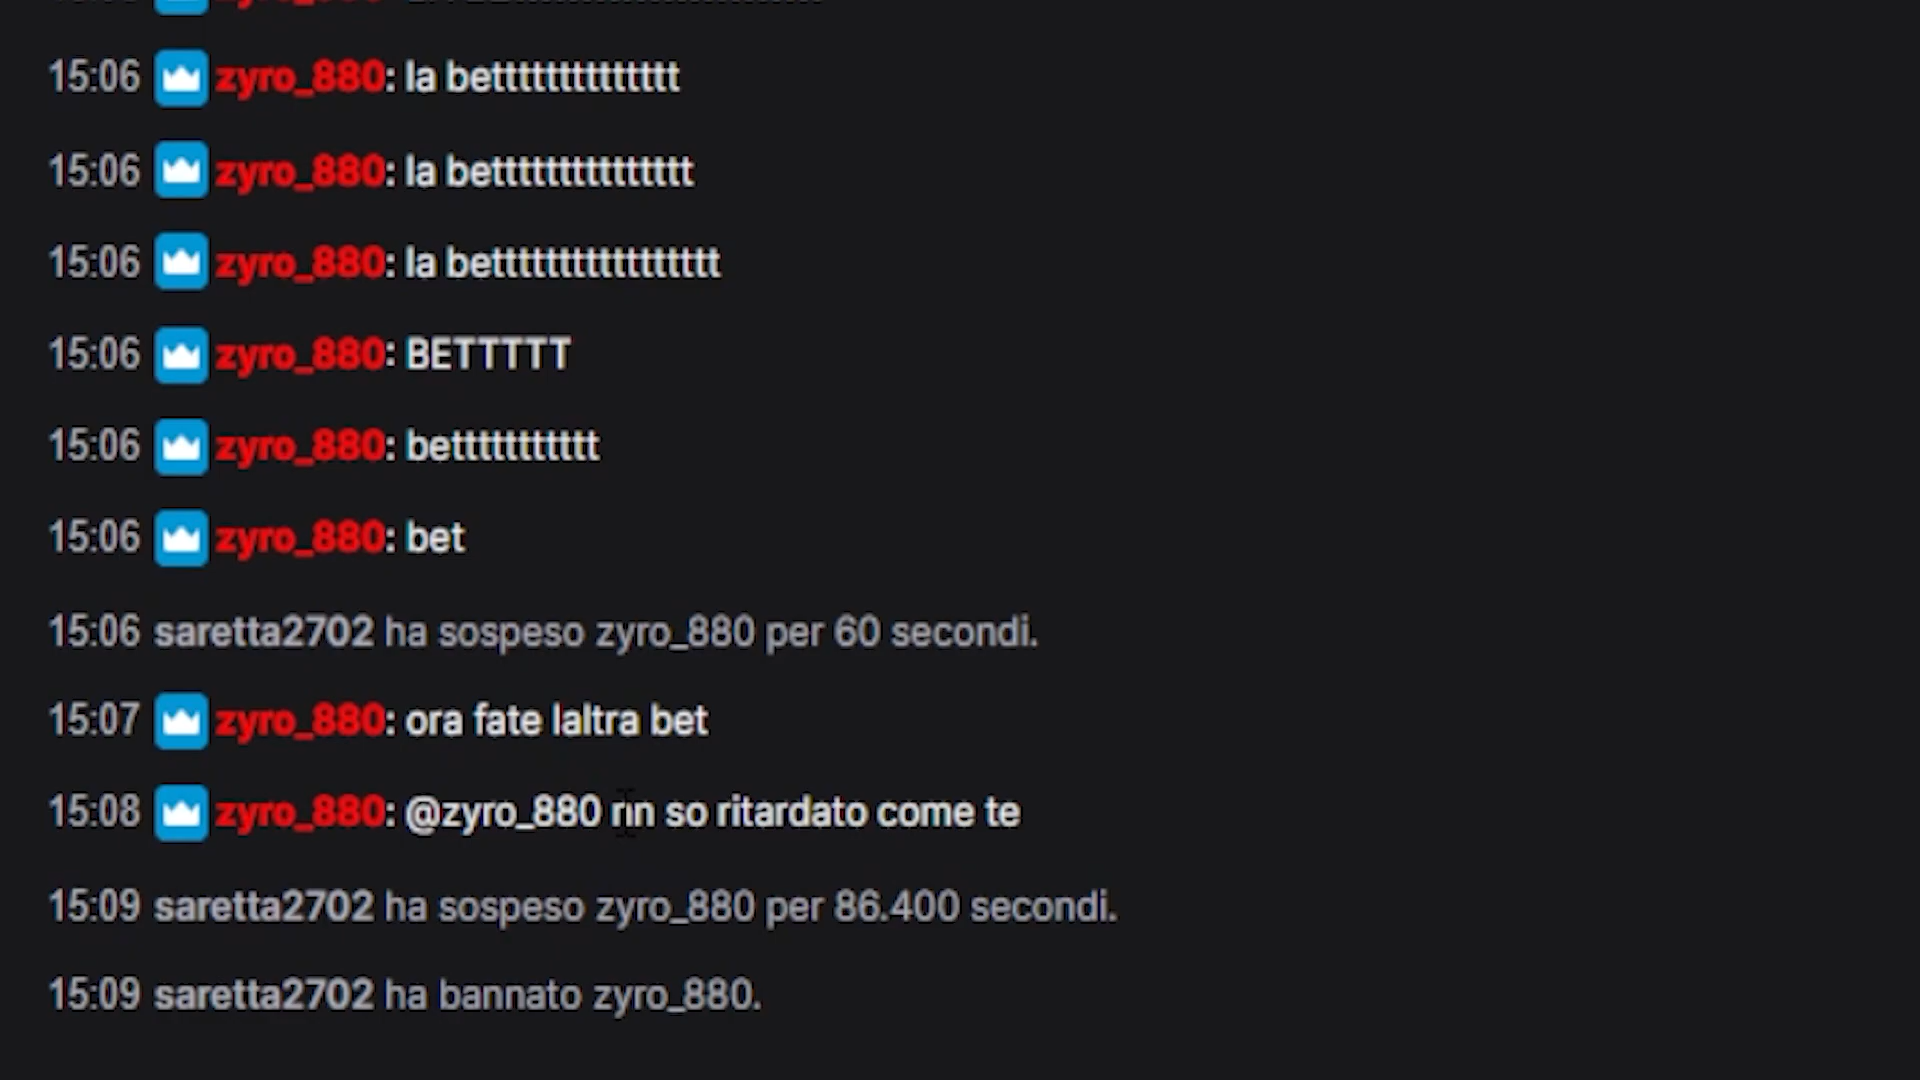 15:06 zyro_880: la betttttttttttttt
15:06 zyro_880: la bettttttttttttttt
15:06 zyro_880: la bettttttttttttttttt
15:06 zyro_880: BETTTTT
15:06 zyro_880: bettttttttttt
15:06 zyro_880: bet
15:06 saretta2702 ha sospeso zyro_880 per 60 secondi.
15:07 zyro_880: ora fate laltra bet
15:08 zyro_880: @zyro_880 nn so ritardato come te
15:09 saretta2702 ha sospeso zyro_880 per 86.400 secondi.
15:09 saretta2702 ha bannato zyro_880.